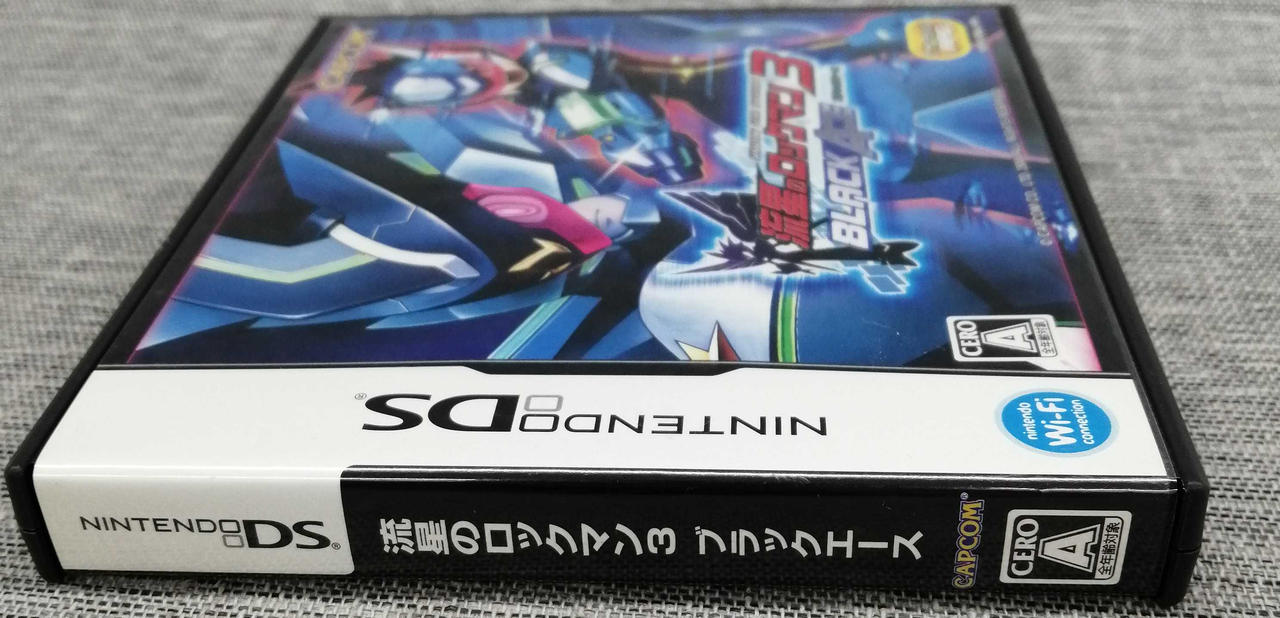 CAPCOM
流星のロックマン3
BLACK ACE
CERO
A
全年齢対象
NINTENDO DS®
nintendo
Wi-Fi
connection
NINTENDO DS®
流星のロックマン3 ブラックエース
CAPCOM®
CERO
A
全年齢対象